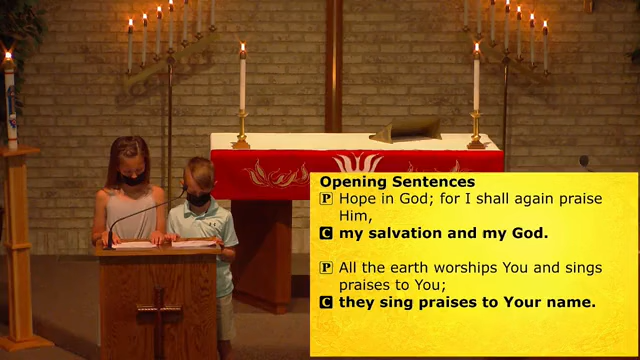 Opening Sentences
P Hope in God; for I shall again praise
Him,
C my salvation and my God.
P All the earth worships You and sings
praises to You;
C they sing praises to Your name.